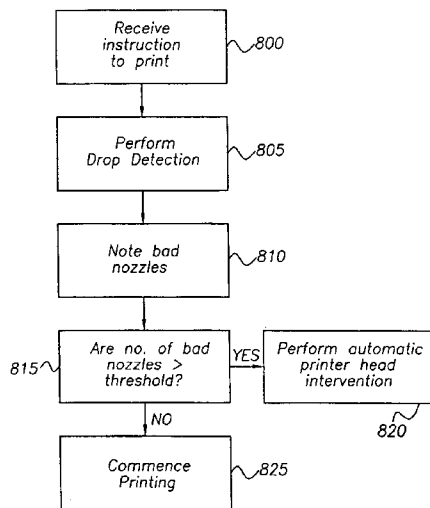 Receive
instruction
to print
800
Perform
Drop Detection
805
Note bad
nozzles
810
Are no. of bad
nozzles >
threshold?
815
YES
Perform automatic
printer head
intervention
820
NO
Commence
Printing
825